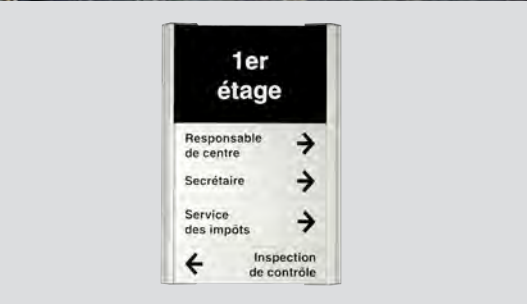 1er
étage
Responsable
de centre →
Secrétaire →
Service
des impôts →
← Inspection
de contrôle